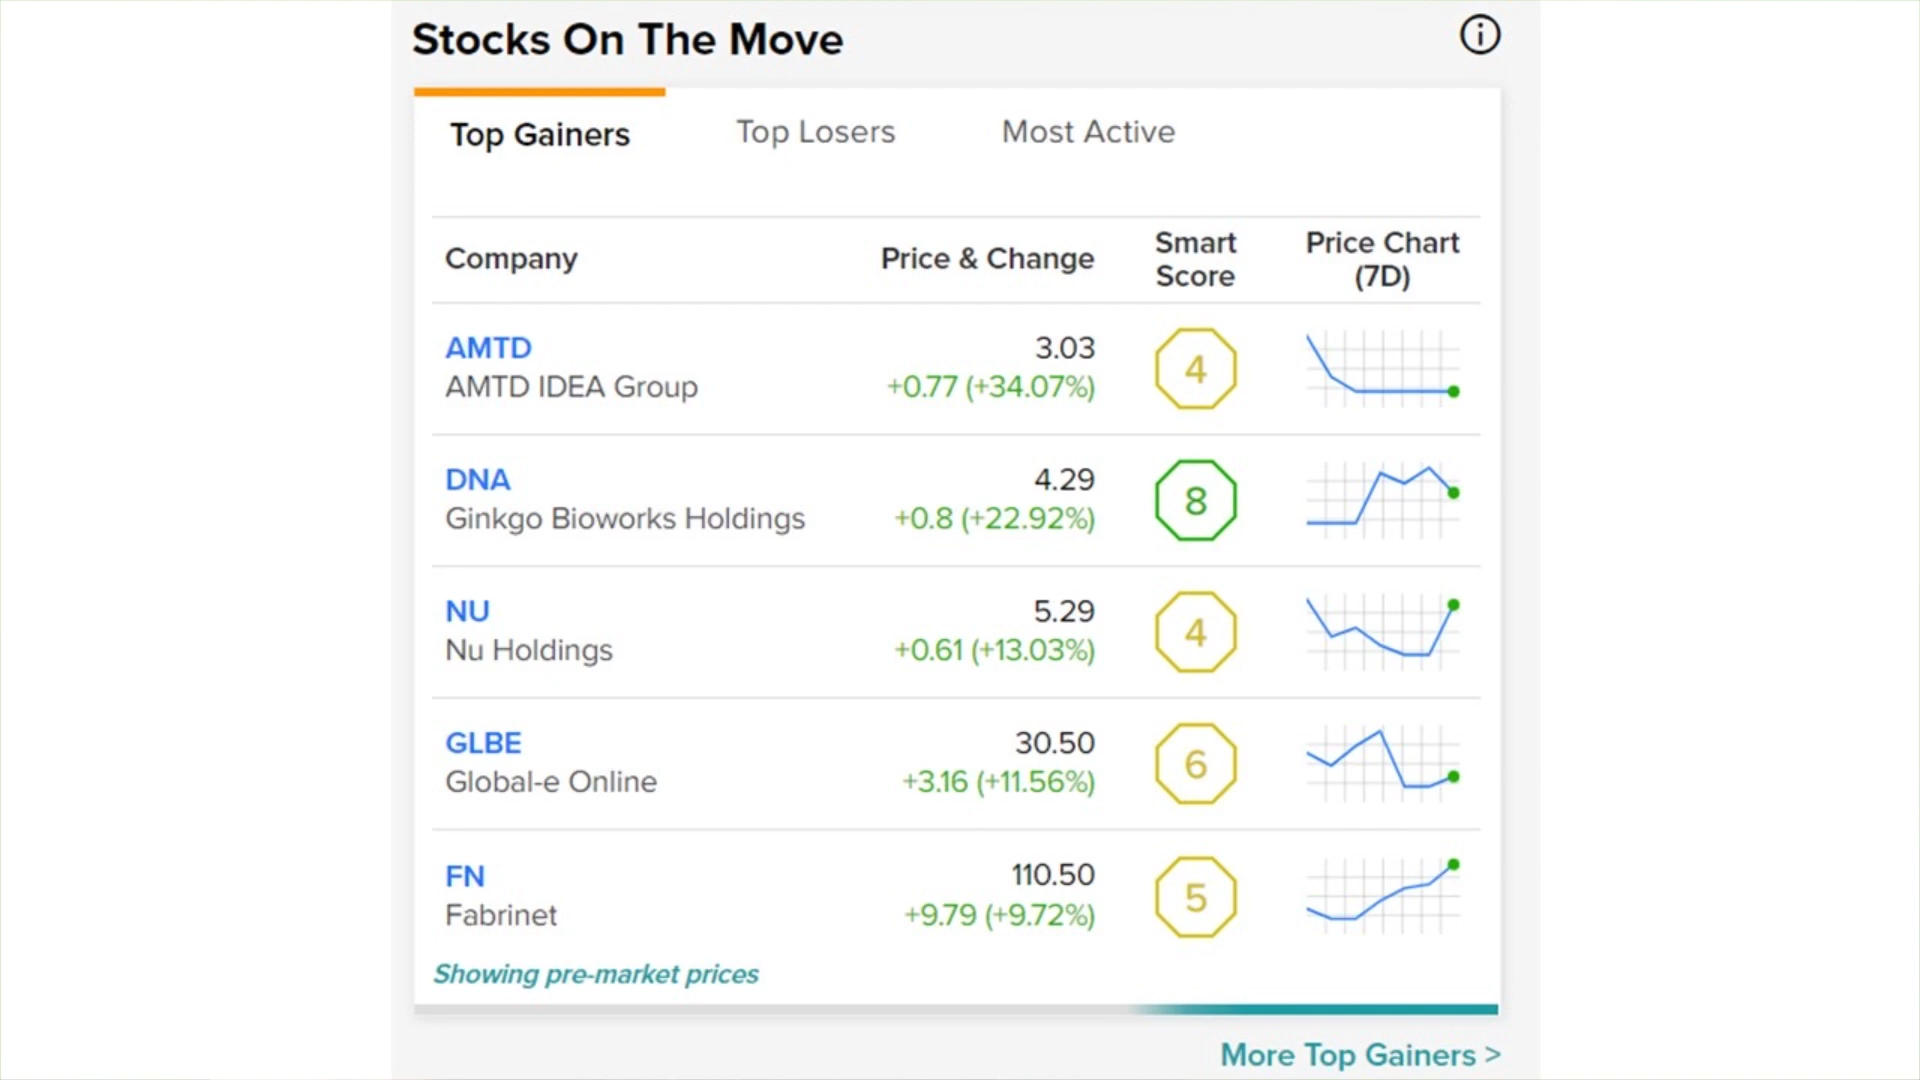 Stocks On The Move
Top Gainers Top Losers Most Active
Company Price & Change Smart Score Price Chart (7D)
AMTD 3.03
AMTD IDEA Group +0.77 (+34.07%) 4
DNA 4.29
Ginkgo Bioworks Holdings +0.8 (+22.92%) 8
NU 5.29
Nu Holdings +0.61 (+13.03%) 4
GLBE 30.50
Global-e Online +3.16 (+11.56%) 6
FN 110.50
Fabrinet +9.79 (+9.72%) 5
Showing pre-market prices
More Top Gainers >